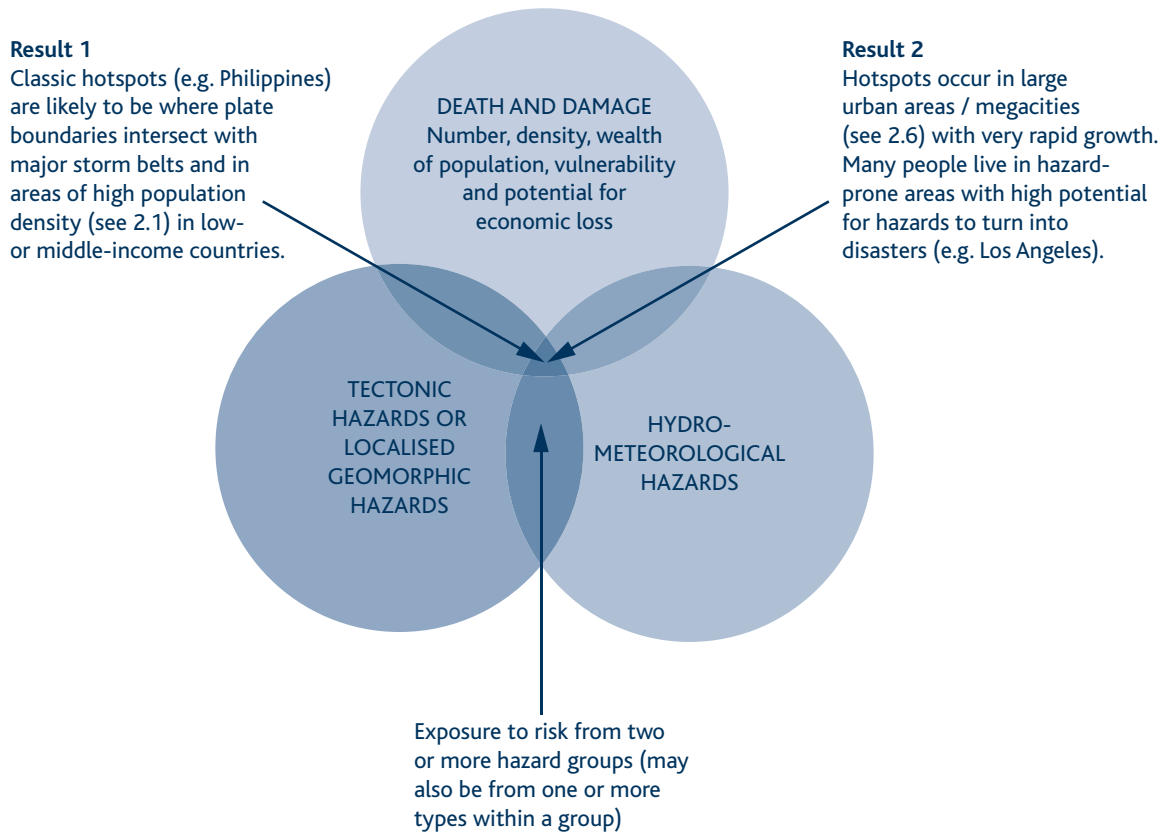 Result 1
Classic hotspots (e.g. Philippines)
are likely to be where plate
boundaries intersect with
major storm belts and in
areas of high population
density (see 2.1) in low-
or middle-income countries.
DEATH AND DAMAGE
Number, density, wealth
of population, vulnerability
and potential for
economic loss
Result 2
Hotspots occur in large
urban areas / megacities
(see 2.6) with very rapid growth.
Many people live in hazard-
prone areas with high potential
for hazards to turn into
disasters (e.g. Los Angeles).
TECTONIC
HAZARDS OR
LOCALISED
GEOMORPHIC
HAZARDS
HYDRO-
METEOROLOGICAL
HAZARDS
Exposure to risk from two
or more hazard groups (may
also be from one or more
types within a group)